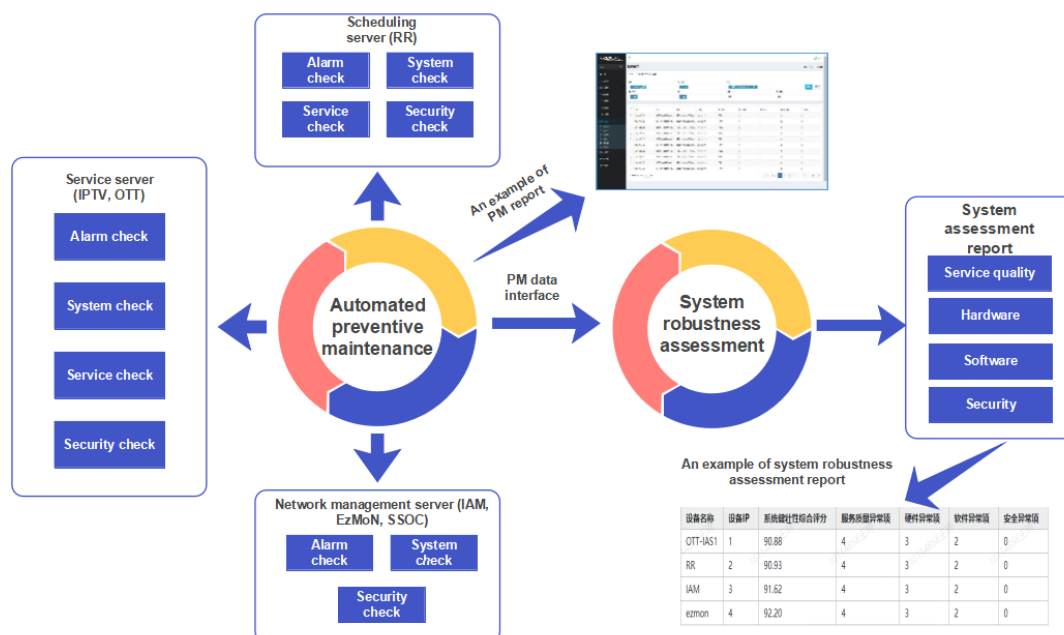 Scheduling
server (RR)
Alarm
check
System
check
Service
check
Security
check
Service server
(IPTV, OTT)
Alarm check
System check
Service check
Security check
Automated
preventive
maintenance
An example of
PM report
PM data
interface
System
robustness
assessment
System
assessment
report
Service quality
Hardware
Software
Security
Network management server (IAM,
EzMoN, SSOC)
Alarm
check
System
check
Security
check
An example of system robustness
assessment report
设备名称 设备IP 系统健壮性综合评分 服务质量异常项 硬件异常项 软件异常项 安全异常项
OTT-IAS1 1 90.88 4 3 2 0
RR 2 90.93 4 3 2 0
IAM 3 91.62 4 3 2 0
ezmon 4 92.20 4 3 2 0